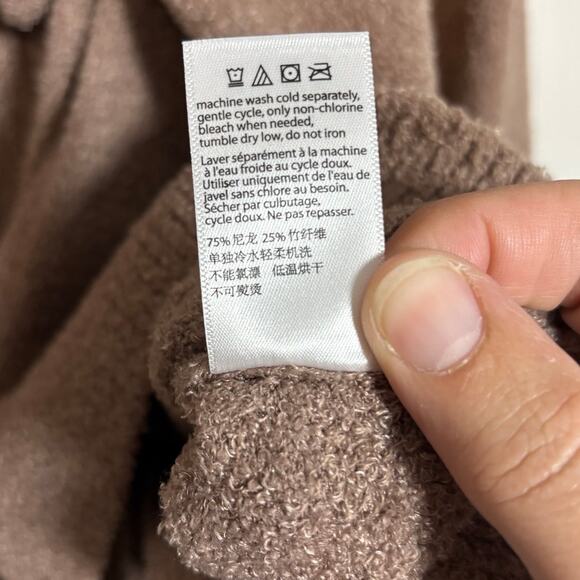 machine wash cold separately,
gentle cycle, only non-chlorine
bleach when needed,
tumble dry low, do not iron
Laver séparément à la machine
à l'eau froide au cycle doux.
Utiliser uniquement de l'eau de
javel sans chlore au besoin.
Sécher par culbutage,
cycle doux. Ne pas repasser.
75%尼龙 25%竹纤维
单独冷水轻柔机洗
不能氯漂 低温烘干
不可熨烫